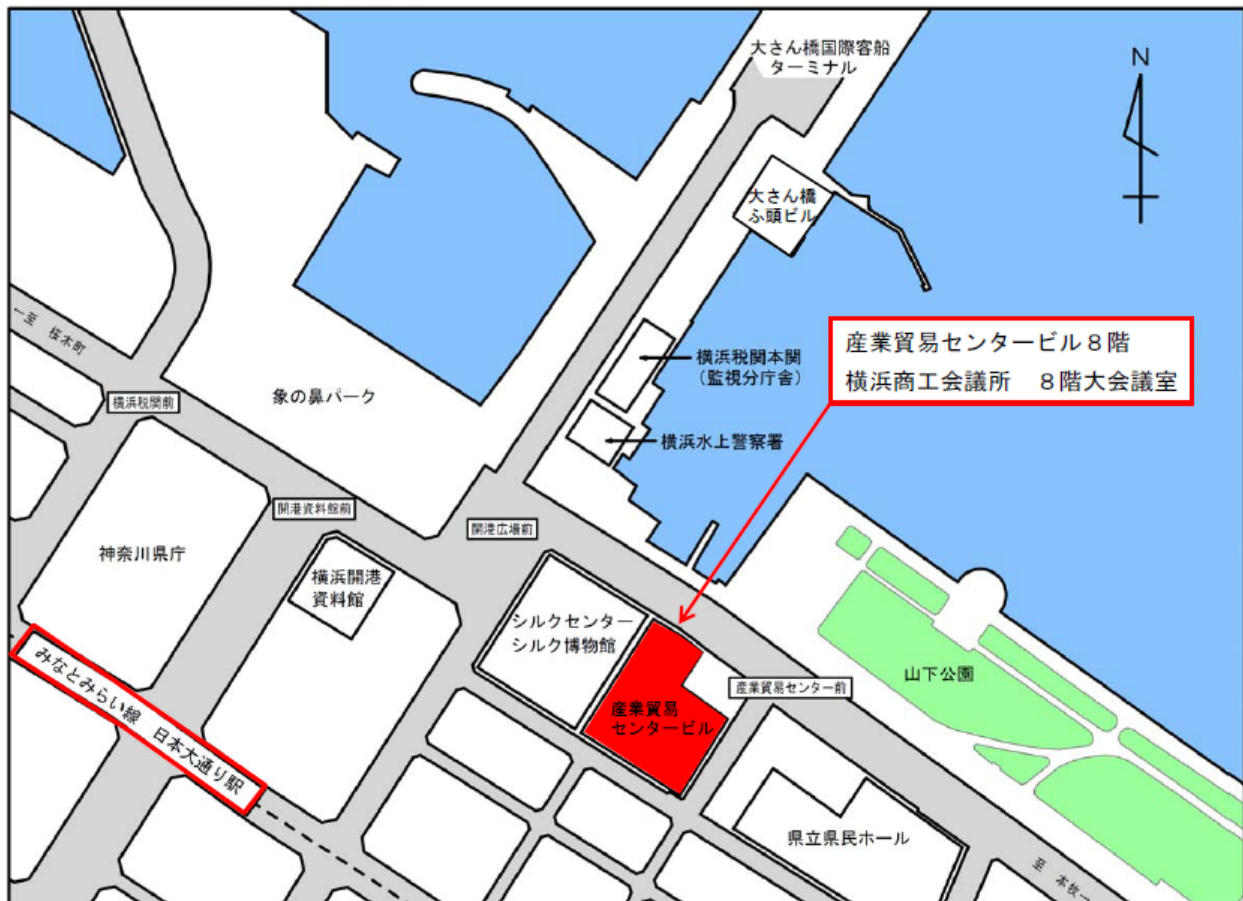 大さん橋国際客船
ターミナル
N
大さん橋
ふ頭ビル
産業貿易センタービル8階
横浜商工会議所　8階大会議室
←至 桜木町
横浜税関本関
(監視分庁舎)
象の鼻パーク
横浜税関前
横浜水上警察署
開港資料館前
開港広場前
神奈川県庁
横浜開港
資料館
シルクセンター
シルク博物館
山下公園
産業貿易センター前
みなとみらい線　日本大通り駅
産業貿易
センタービル
県立県民ホール
至 本牧→